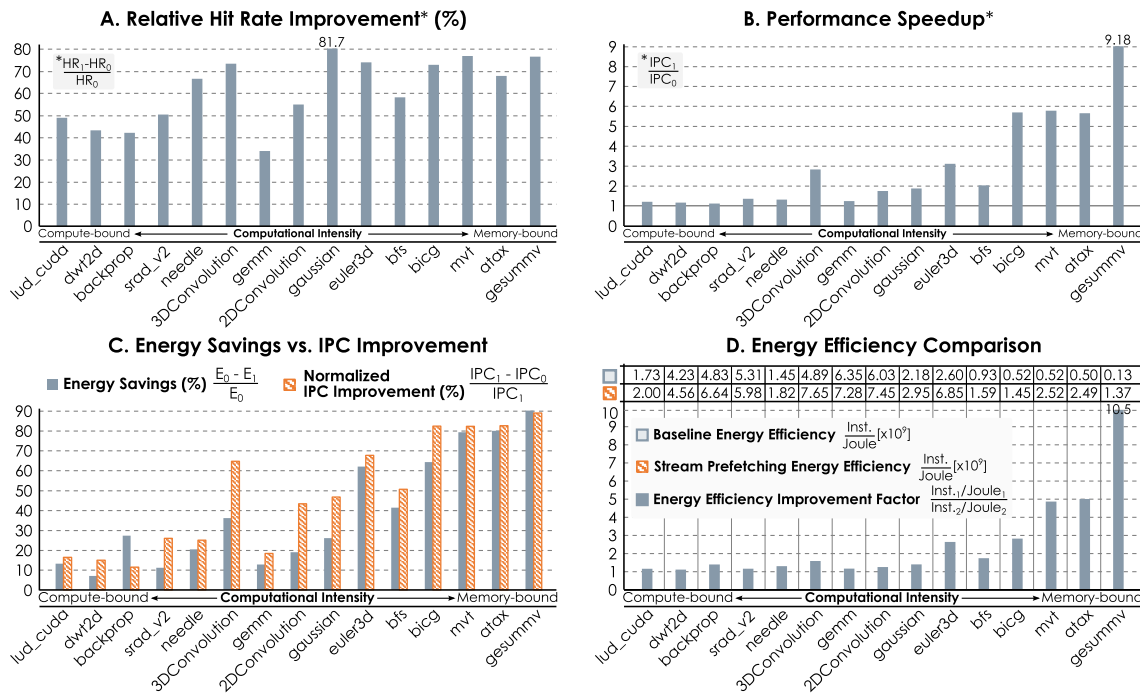 A. Relative Hit Rate Improvement* (%)
81.7
80
70
60
50
40
30
20
10
0
*HR₁-HR₀
HR₀
Compute-bound Computational Intensity Memory-bound
lud_cuda
dwt2d
backprop
srad_v2
needle
3DConvolution
gemm
2DConvolution
gaussian
euler3d
bfs
bicg
mvt
atax
gesummv
B. Performance Speedup*
9.18
9
8
7
6
5
4
3
2
1
0
*IPC₁
IPC₀
Compute-bound Computational Intensity Memory-bound
lud_cuda
dwt2d
backprop
srad_v2
needle
3DConvolution
gemm
2DConvolution
gaussian
euler3d
bfs
bicg
mvt
atax
gesummv
C. Energy Savings vs. IPC Improvement
Energy Savings (%) E₀ - E₁
E₀
Normalized
IPC Improvement (%) IPC₁ - IPC₀
IPC₁
90
80
70
60
50
40
30
20
10
0
Compute-bound Computational Intensity Memory-bound
lud_cuda
dwt2d
backprop
srad_v2
needle
3DConvolution
gemm
2DConvolution
gaussian
euler3d
bfs
bicg
mvt
atax
gesummv
D. Energy Efficiency Comparison
1.73 4.23 4.83 5.31 1.45 4.89 6.35 6.03 2.18 2.60 0.93 0.52 0.52 0.50 0.13
2.00 4.56 6.64 5.98 1.82 7.65 7.28 7.45 2.95 6.85 1.59 1.45 2.52 2.49 1.37
10.5
10
9
8
7
6
5
4
3
2
1
0
Baseline Energy Efficiency Inst.
Joule [x10⁹]
Stream Prefetching Energy Efficiency Inst.
Joule [x10⁹]
Energy Efficiency Improvement Factor Inst.₁/Joule₁
Inst.₂/Joule₂
Compute-bound Computational Intensity Memory-bound
lud_cuda
dwt2d
backprop
srad_v2
needle
3DConvolution
gemm
2DConvolution
gaussian
euler3d
bfs
bicg
mvt
atax
gesummv